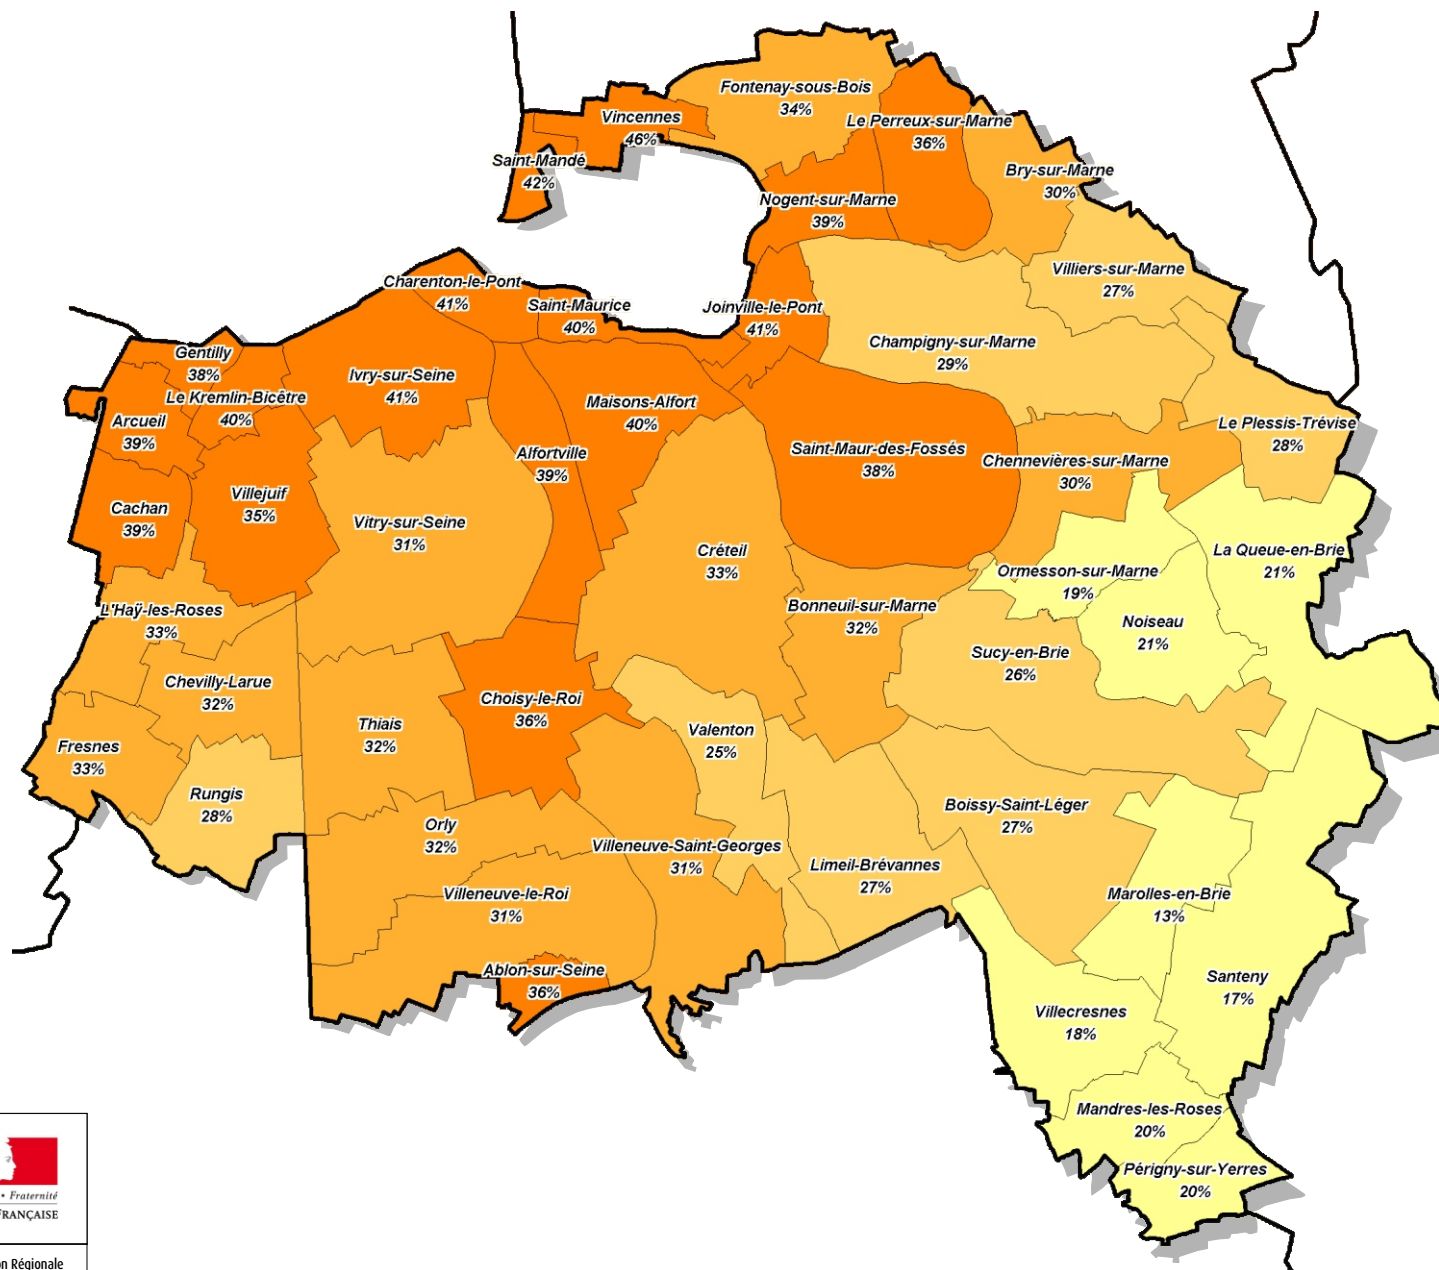 Fontenay-sous-Bois
34%
Vincennes
46%
Le Perreux-sur-Marne
36%
Saint-Mandé
42%
Bry-sur-Marne
30%
Nogent-sur-Marne
39%
Villiers-sur-Marne
27%
Charenton-le-Pont
41%
Saint-Maurice
40%
Joinville-le-Pont
41%
Champigny-sur-Marne
29%
Gentilly
38%
Ivry-sur-Seine
41%
Le Kremlin-Bicêtre
40%
Maisons-Alfort
40%
Arcueil
39%
Le Plessis-Trévise
28%
Saint-Maur-des-Fossés
38%
Alfortville
39%
Chennevières-sur-Marne
30%
Villejuif
35%
Cachan
39%
Vitry-sur-Seine
31%
Créteil
33%
La Queue-en-Brie
21%
Ormesson-sur-Marne
19%
L'Haÿ-les-Roses
33%
Bonneuil-sur-Marne
32%
Noiseau
21%
Sucy-en-Brie
26%
Chevilly-Larue
32%
Choisy-le-Roi
36%
Thiais
32%
Valenton
25%
Fresnes
33%
Rungis
28%
Boissy-Saint-Léger
27%
Orly
32%
Villeneuve-Saint-Georges
31%
Limeil-Brévannes
27%
Villeneuve-le-Roi
31%
Marolles-en-Brie
13%
Ablon-sur-Seine
36%
Santeny
17%
Villecresnes
18%
Mandres-les-Roses
20%
Périgny-sur-Yerres
20%
• Fraternité
FRANÇAISE
on Régionale